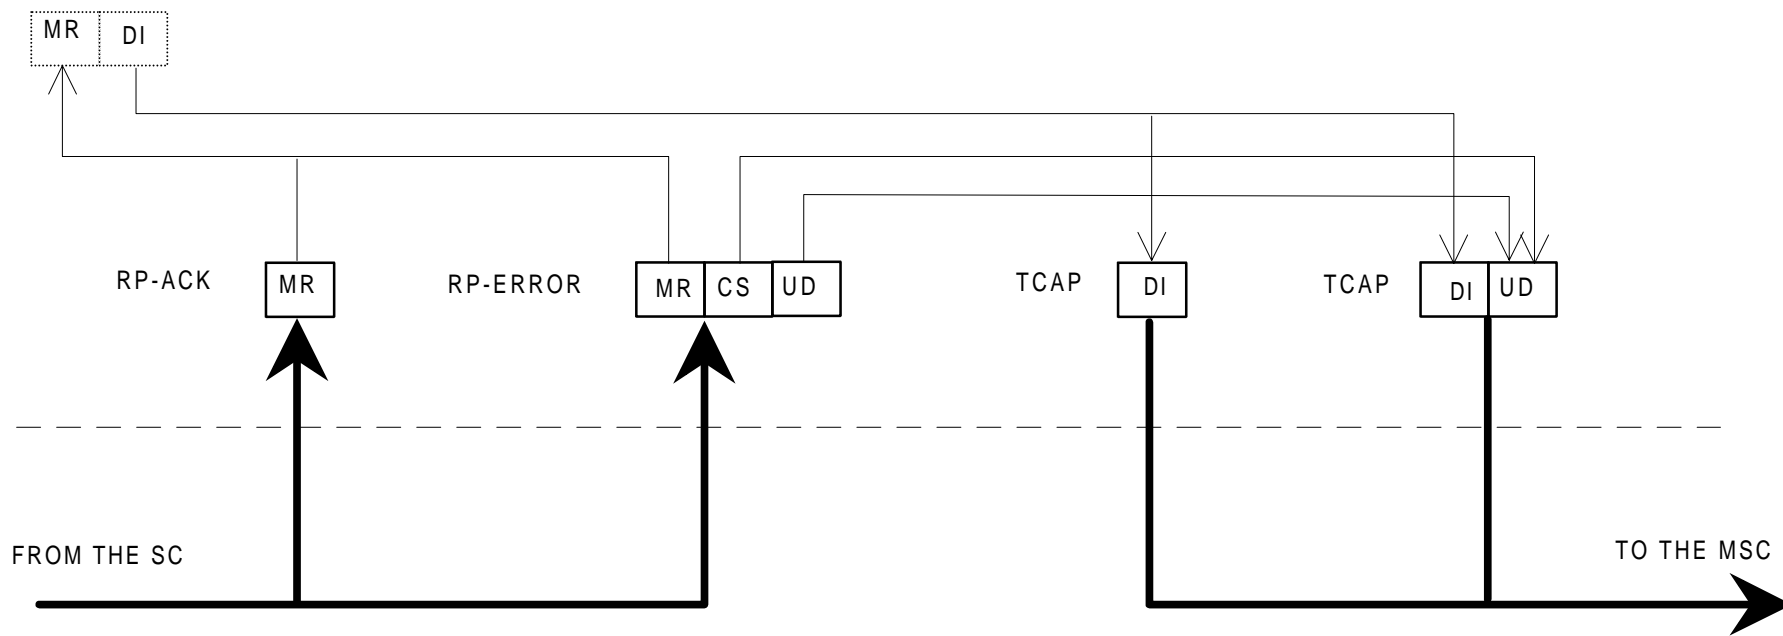 MR DI
RP-ACK MR RP-ERROR MR CS UD TCAP DI TCAP DI UD
FROM THE SC TO THE MSC